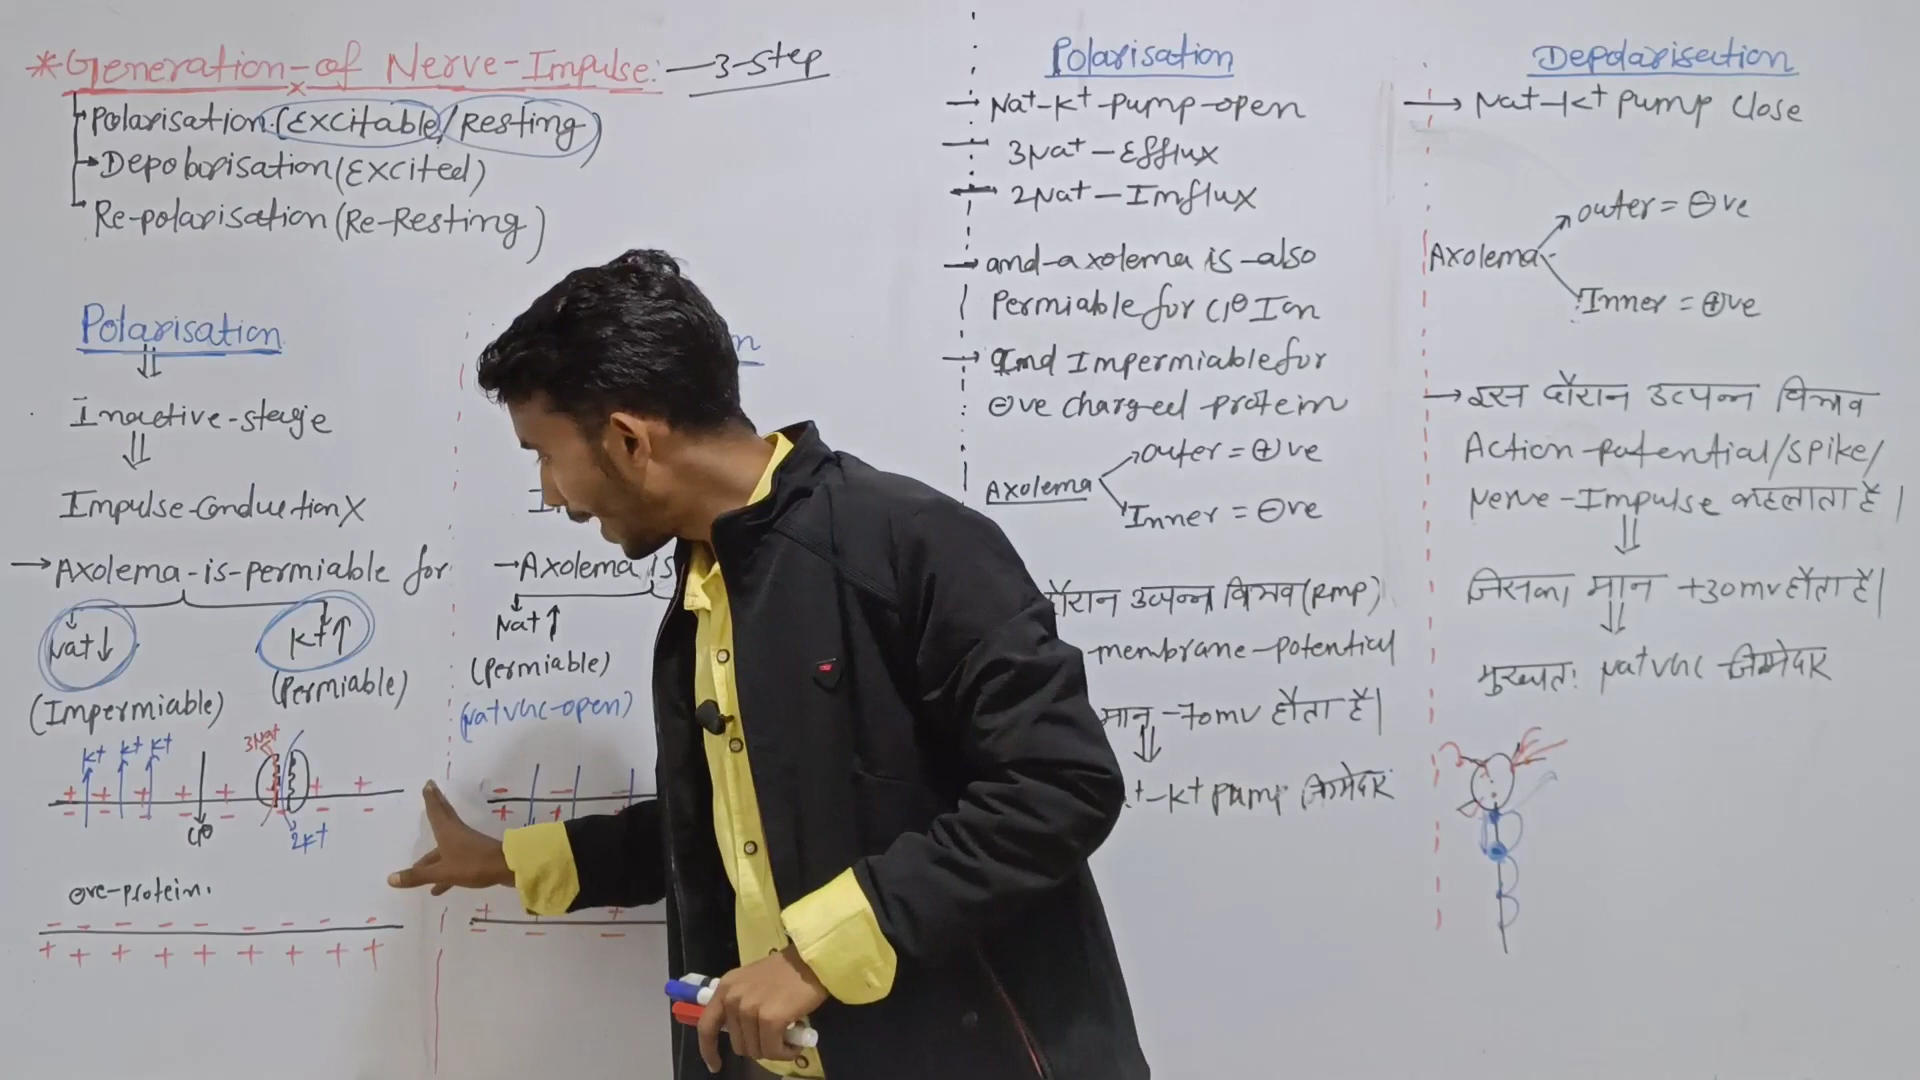 *Generation-of Nerve-Impulse:-3-Step
Polarisation.(Excitable/Resting)
→Depolarisation(Excited)
Re-polarisation(Re-Resting)
Polarisation
Inactive-stage
Impulse-Conduction X
→Axolema-is-permiable for
Na+↓
K+↑
(Impermiable)
(Permiable)
K+ K+ K+
3Na+
+ + + + + + +
- - - - - - -
Cl⊖
2K+
⊖ve-protein.
- - - - - - - - -
+ + + + + + + + +
n
→Axolema is
Na+↑
(Permiable)
(Na+VGC-open)
Polarisation
→Na+-K+-pump-open
→3Na+-Efflux
2Na+-Imflux
→and-axolema is-also
Permiable for Cl⊖ Ion
→and Impermiable for
⊖ve charged protein
Axolema
outer=⊕ve
Inner=⊖ve
दौरान उत्पन्न विभव(RMP)
-membrane-potential
मान -70mv होता है|
+-K+ pump जिम्मेदार
Depolarisection
→Na+-K+ pump close
Axolema
outer=⊖ve
Inner=⊕ve
→इस दौरान उत्पन्न विभव
Action-potential/spike/
Nerve-Impulse कहलाता है|
जिसका मान +30mv होता है|
मुख्यतः Na+VGC जिम्मेदार